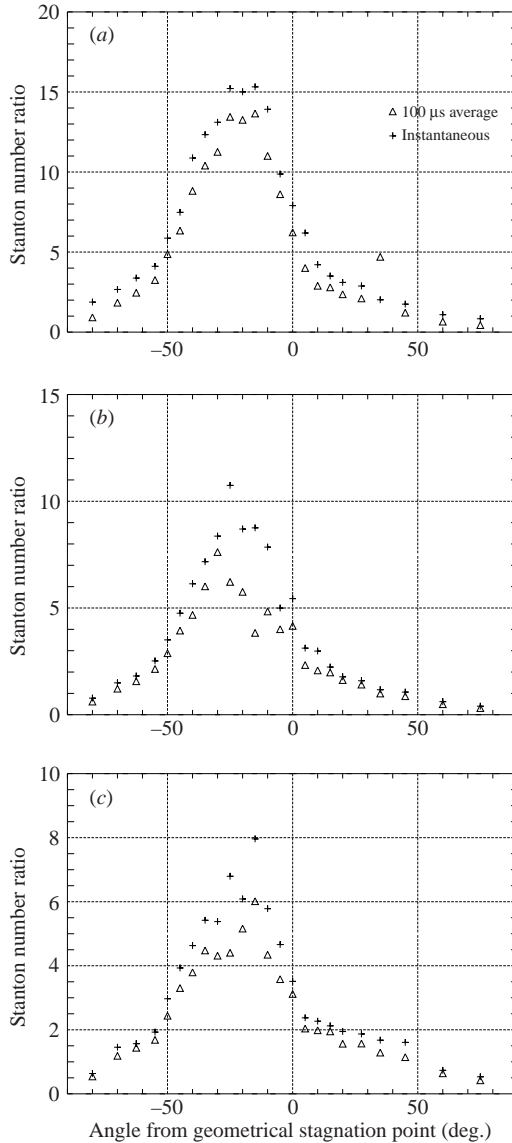 20
(a)
15
100 μs average
Instantaneous
10
Stanton number ratio
5
0
−50
0
50
15
(b)
10
Stanton number ratio
5
0
−50
0
50
10
(c)
8
6
Stanton number ratio
4
2
0
−50
0
50
Angle from geometrical stagnation point (deg.)